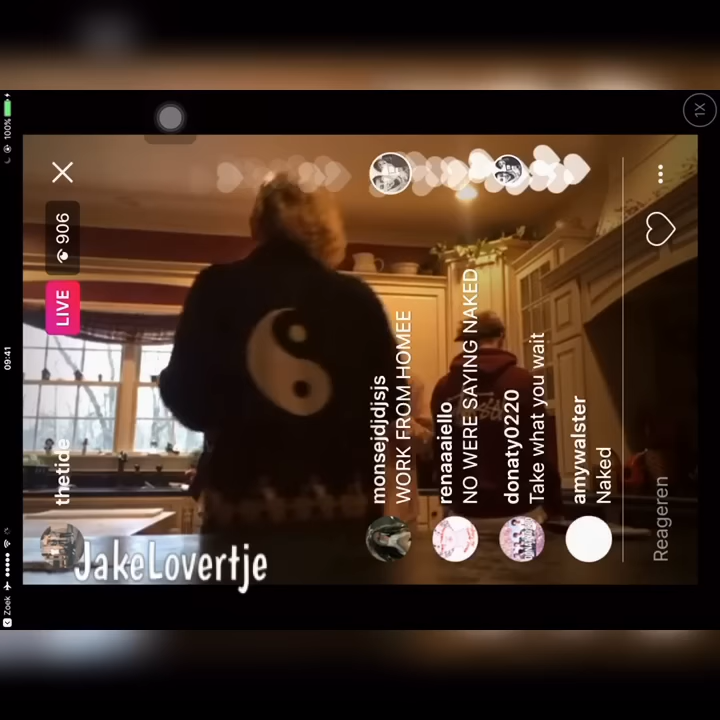 Zoek
09:41
100%
1X
thetide
LIVE
906
monsejdjdjsjs
WORK FROM HOMEE
renaaaiello
NO WERE SAYING NAKED
donaty0220
Take what you wait
amywalster
Naked
Reageren
JakeLovertje